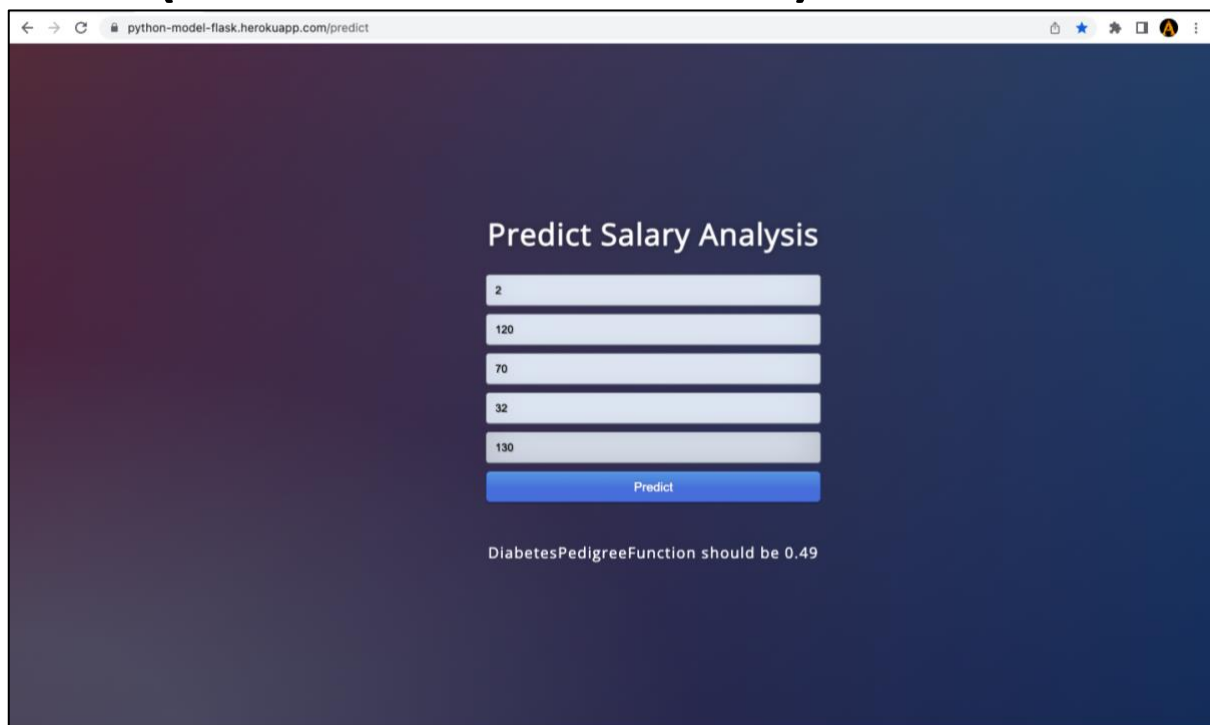 python-model-flask.herokuapp.com/predict
Predict Salary Analysis
2
120
70
32
130
Predict
DiabetesPedigreeFunction should be 0.49